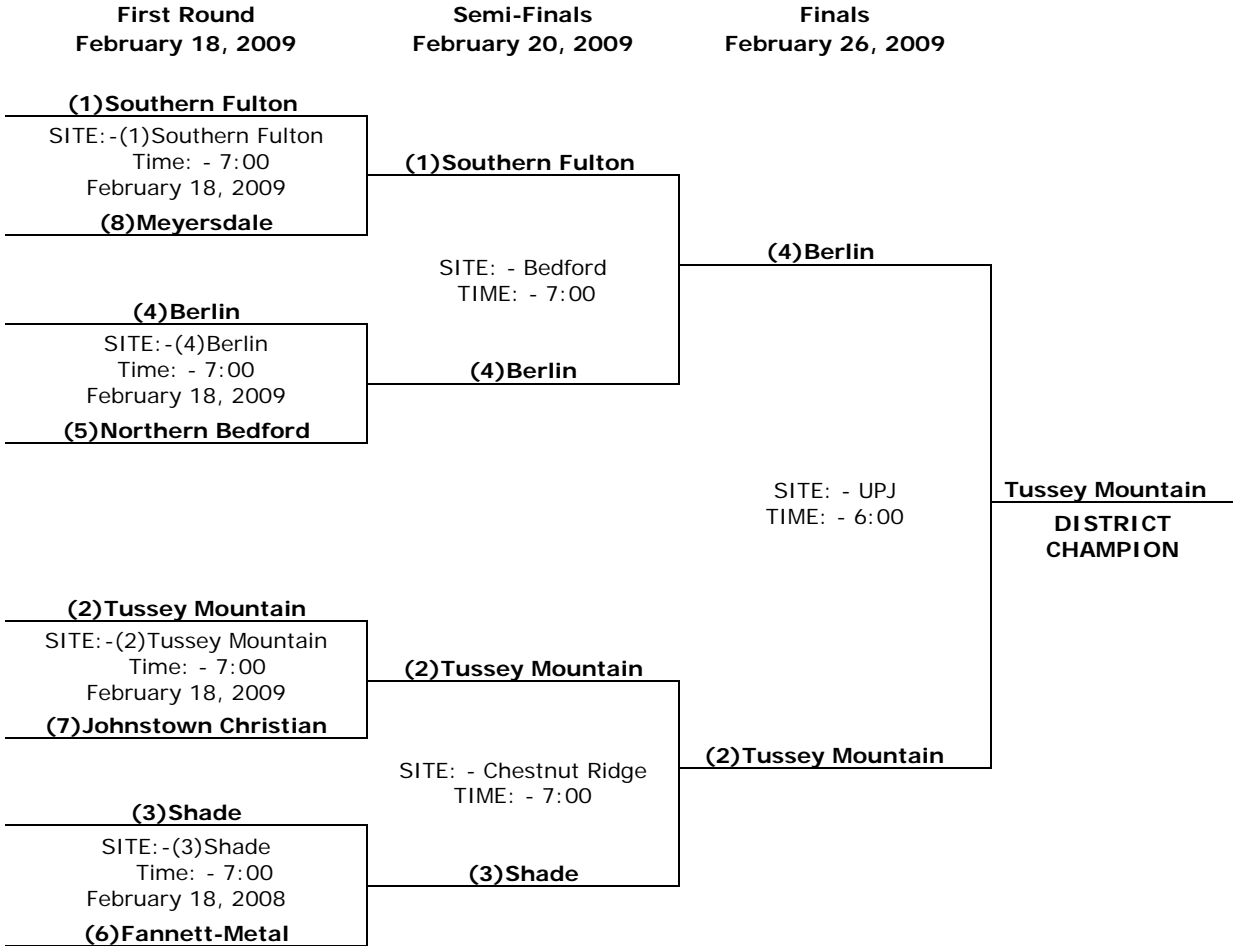 First Round
February 18, 2009
Semi-Finals
February 20, 2009
Finals
February 26, 2009
(1)Southern Fulton
SITE:-(1)Southern Fulton
Time: - 7:00
February 18, 2009
(8)Meyersdale
(1)Southern Fulton
SITE: - Bedford
TIME: - 7:00
(4)Berlin
(4)Berlin
SITE:-(4)Berlin
Time: - 7:00
February 18, 2009
(5)Northern Bedford
(4)Berlin
SITE: - UPJ
TIME: - 6:00
Tussey Mountain
DISTRICT
CHAMPION
(2)Tussey Mountain
SITE:-(2)Tussey Mountain
Time: - 7:00
February 18, 2009
(7)Johnstown Christian
(2)Tussey Mountain
SITE: - Chestnut Ridge
TIME: - 7:00
(2)Tussey Mountain
(3)Shade
SITE:-(3)Shade
Time: - 7:00
February 18, 2008
(6)Fannett-Metal
(3)Shade